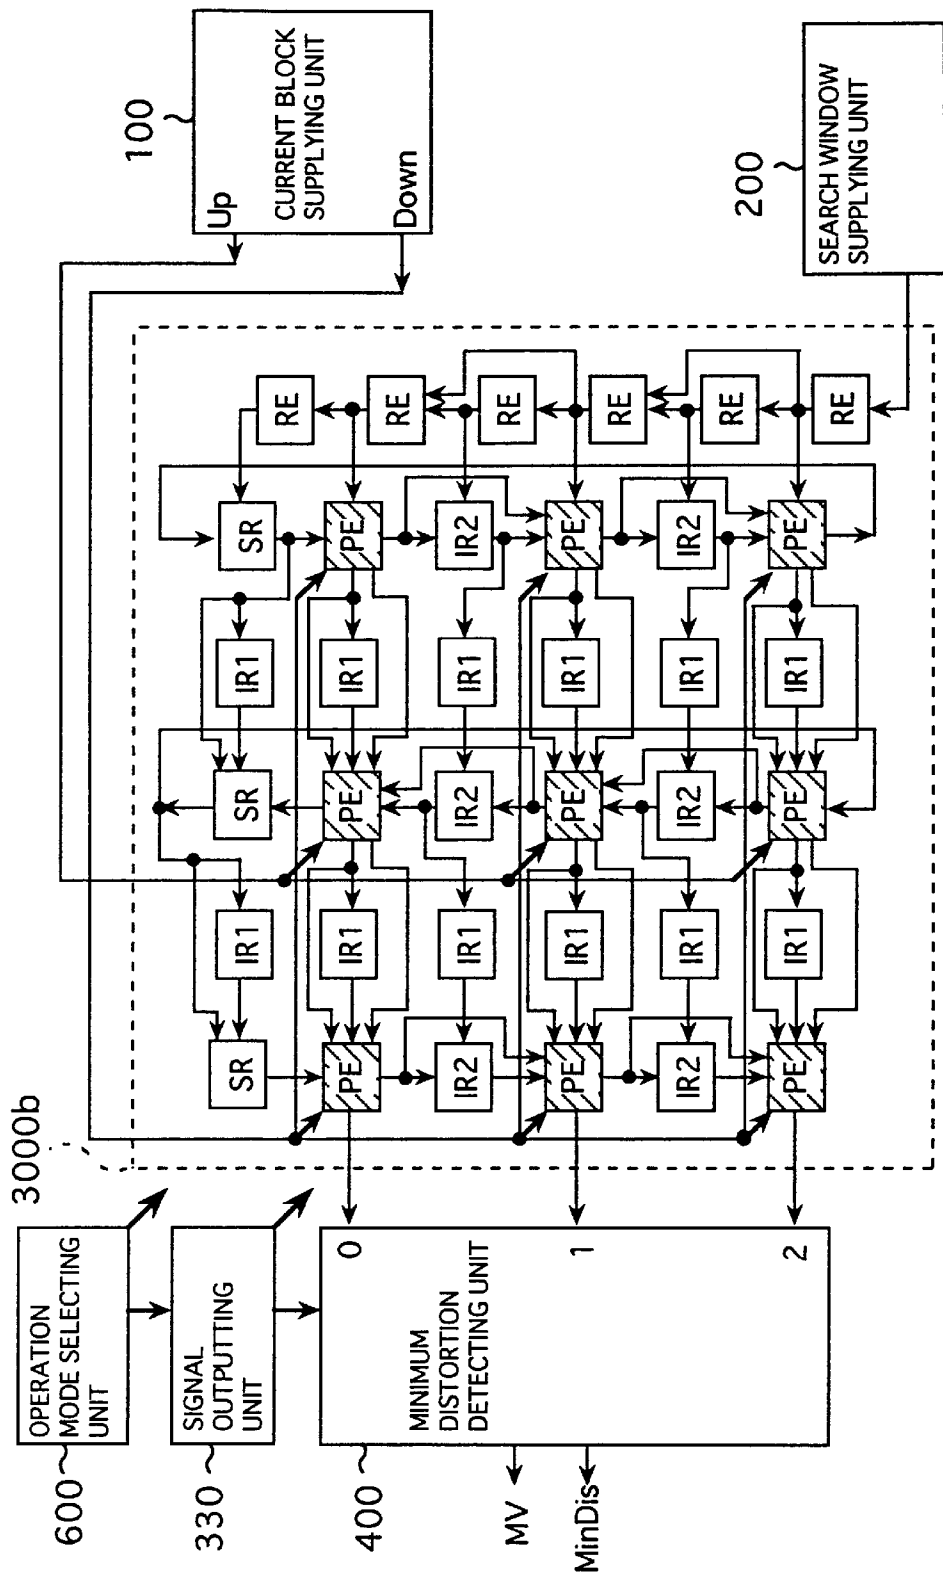 600
OPERATION
MODE SELECTING
UNIT
330
SIGNAL
OUTPUTTING
UNIT
400
MINIMUM
DISTORTION
DETECTING UNIT
0
1
2
MV
MinDis
3000b
SR IR1 SR IR1 SR
RE
PE IR1 PE IR1 PE
RE
IR2 IR1 IR2 IR1 IR2
RE
PE IR1 PE IR1 PE
RE
IR2 IR1 IR2 IR1 IR2
RE
PE IR1 PE IR1 PE
RE
100
Up
CURRENT BLOCK
SUPPLYING UNIT
Down
200
SEARCH WINDOW
SUPPLYING UNIT